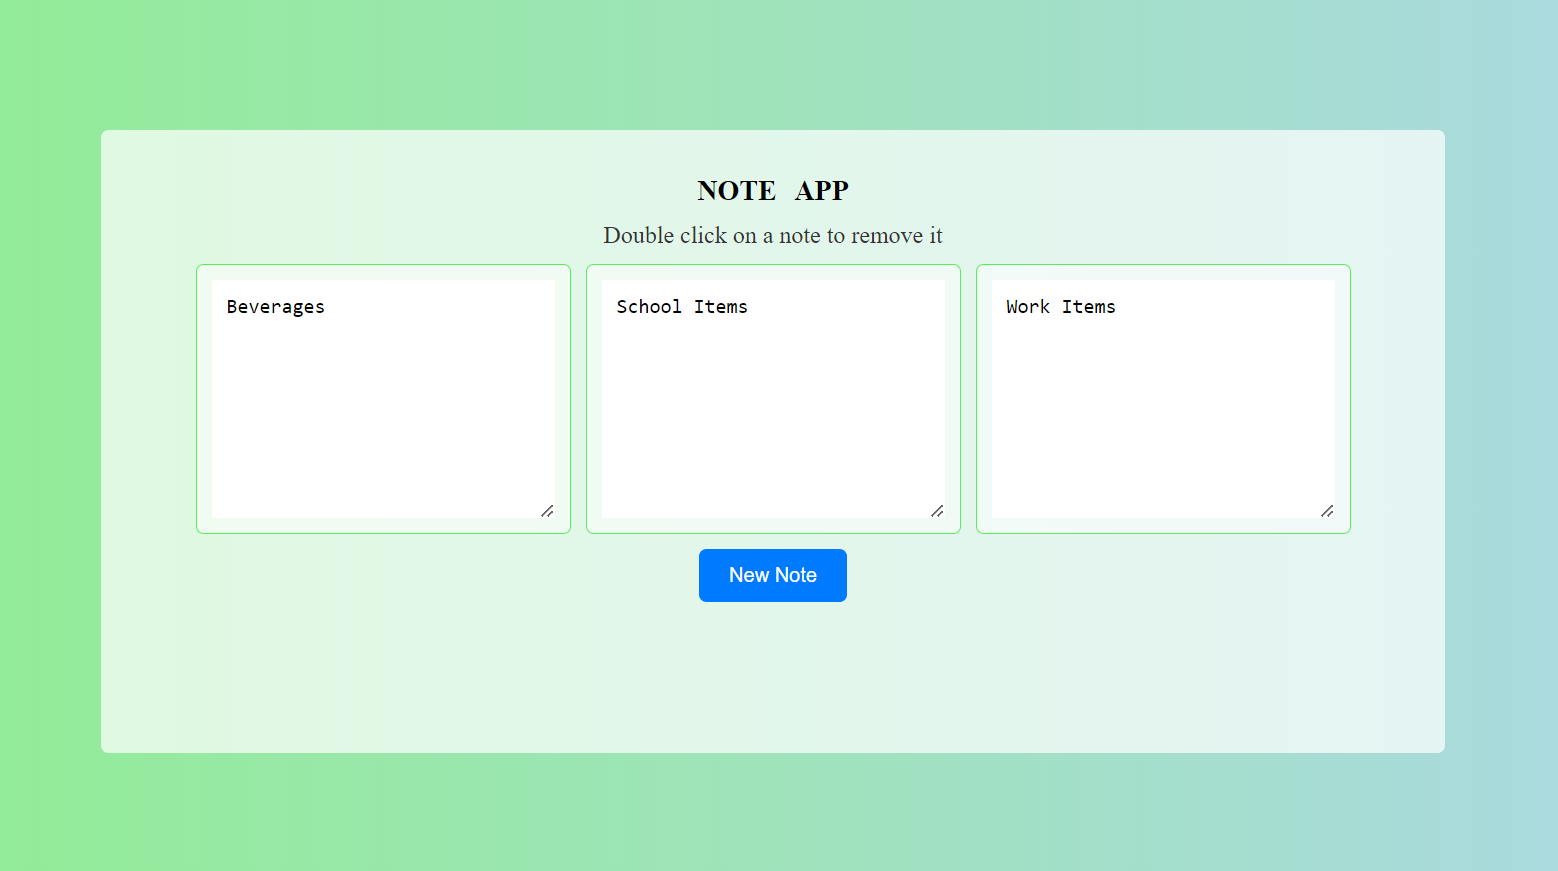 NOTE APP
Double click on a note to remove it
Beverages
School Items
Work Items
New Note